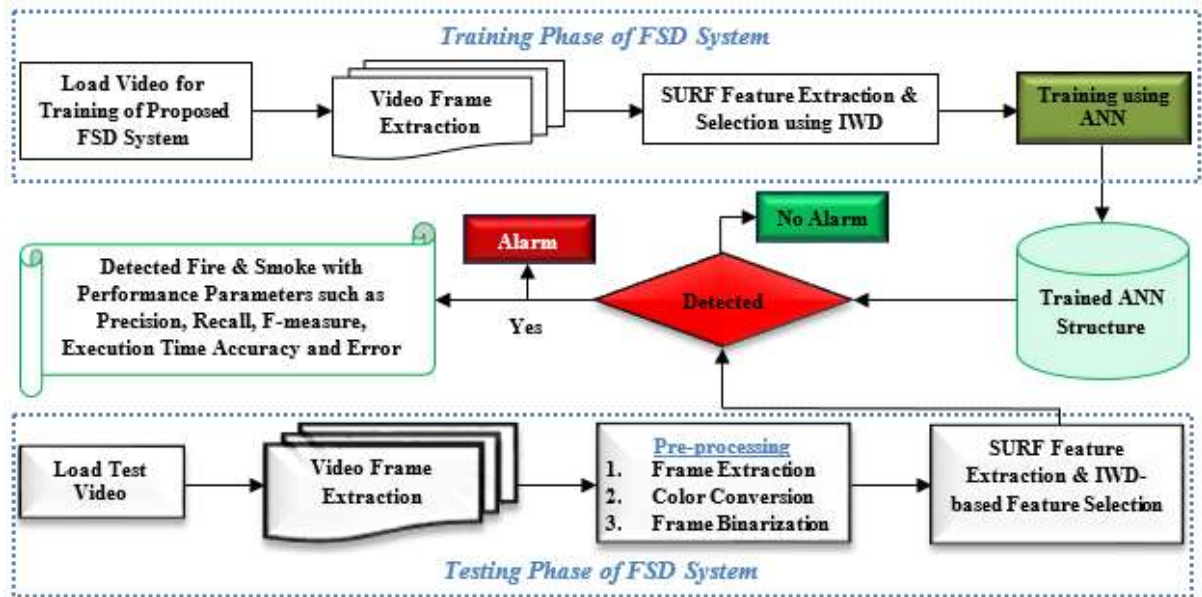 Training Phase of FSD System
Load Video for
Training of Proposed
FSD System
Video Frame
Extraction
SURF Feature Extraction &
Selection using IWD
Training using
ANN
No Alarm
Alarm
Detected Fire & Smoke with
Performance Parameters such as
Precision, Recall, F-measure,
Execution Time Accuracy and Error
Yes
Detected
Trained ANN
Structure
Load Test
Video
Video Frame
Extraction
Pre-processing
1. Frame Extraction
2. Color Conversion
3. Frame Binarization
SURF Feature
Extraction & IWD-
based Feature Selection
Testing Phase of FSD System